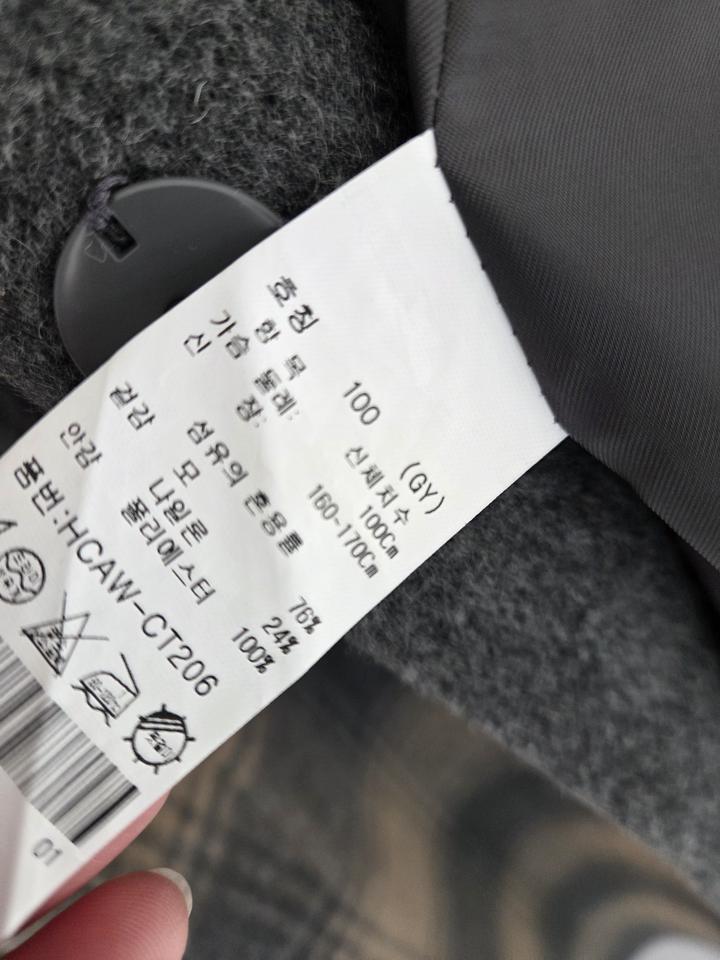 호칭 100 (GY)
항목 신체치수
가슴둘레: 100Cm
신장: 160-170Cm
섬유의 혼용률
겉감 모 76%
나일론 24%
안감 폴리에스터 100%
품번:HCAW-CT206
01